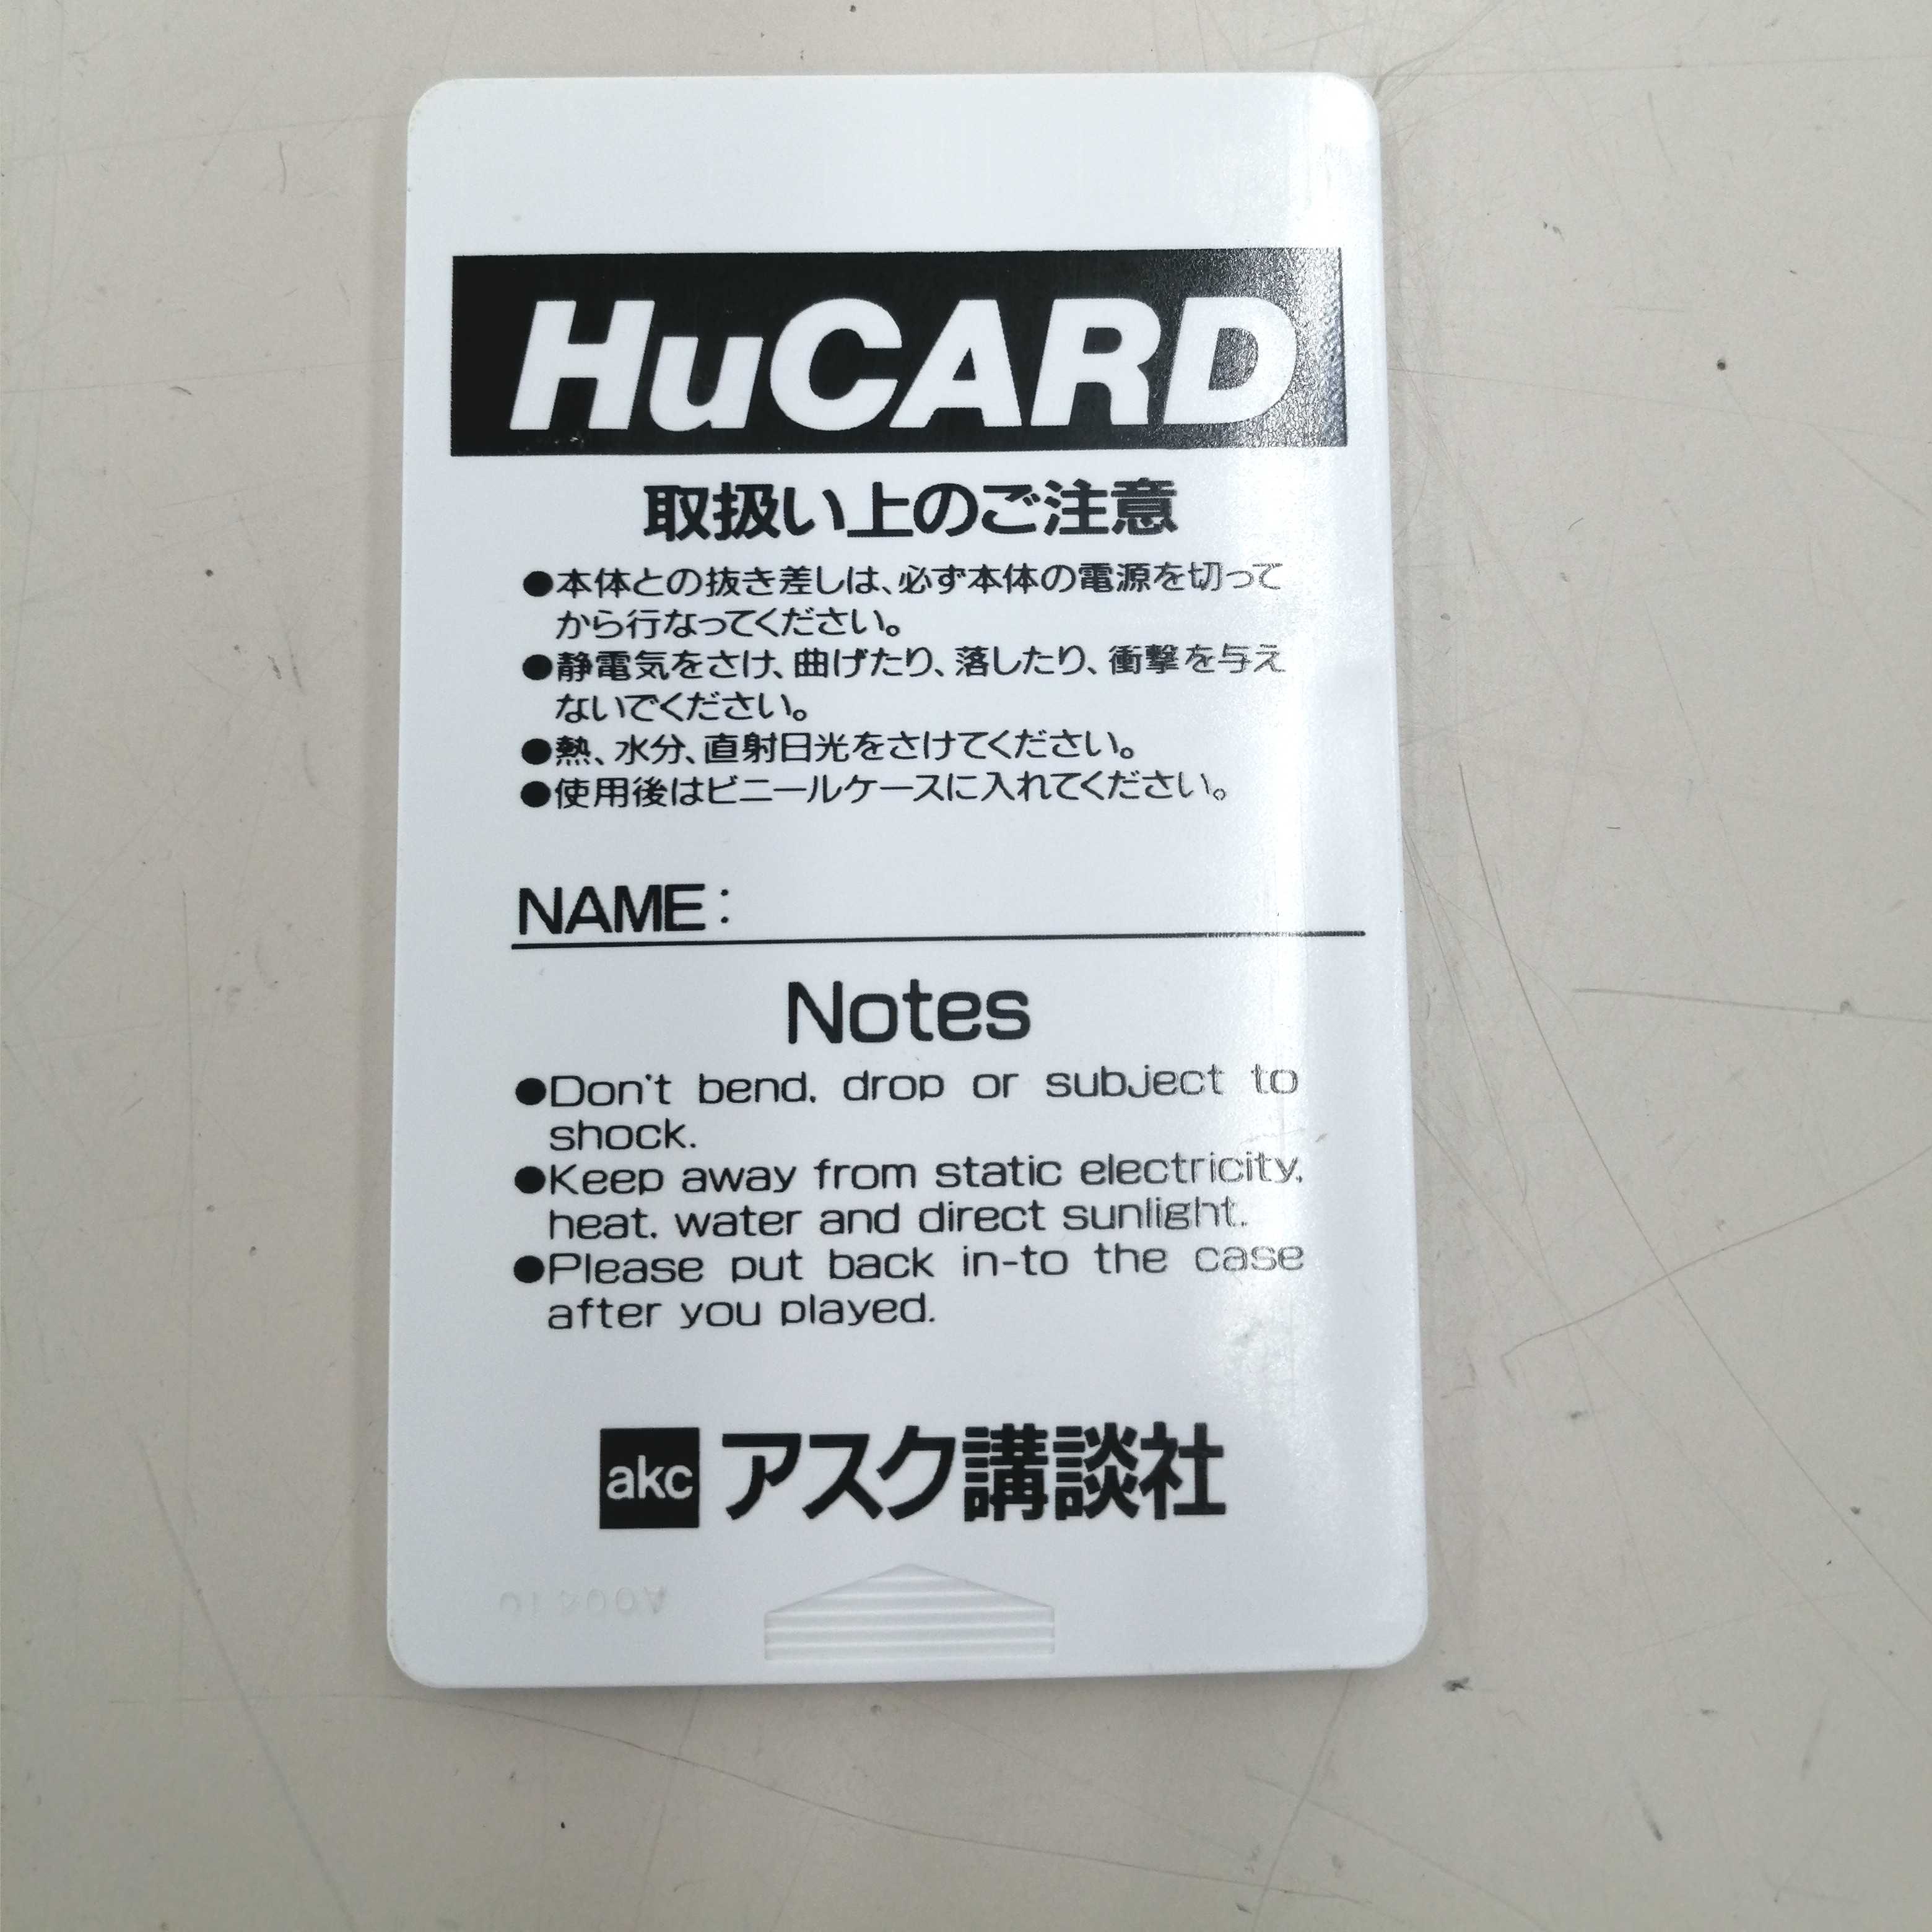 HuCARD
取扱い上のご注意
●本体との抜き差しは、必ず本体の電源を切って
から行なってください。
●静電気をさけ、曲げたり、落したり、衝撃を与え
ないでください。
●熱、水分、直射日光をさけてください。
●使用後はビニールケースに入れてください。
NAME:
Notes
●Don't bend, drop or subject to
shock.
●Keep away from static electricity,
heat, water and direct sunlight.
●Please put back in-to the case
after you played.
akc アスク講談社